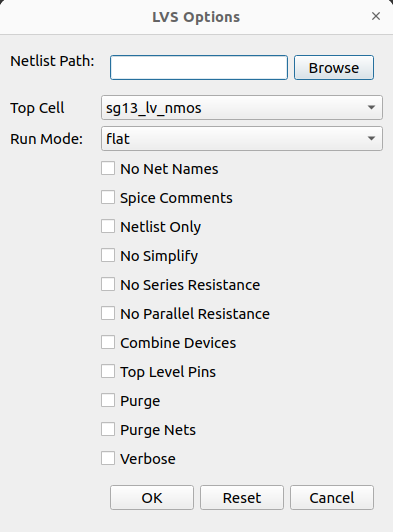 LVS Options
Netlist Path:
Browse
Top Cell
sg13_lv_nmos
Run Mode:
flat
No Net Names
Spice Comments
Netlist Only
No Simplify
No Series Resistance
No Parallel Resistance
Combine Devices
Top Level Pins
Purge
Purge Nets
Verbose
OK
Reset
Cancel